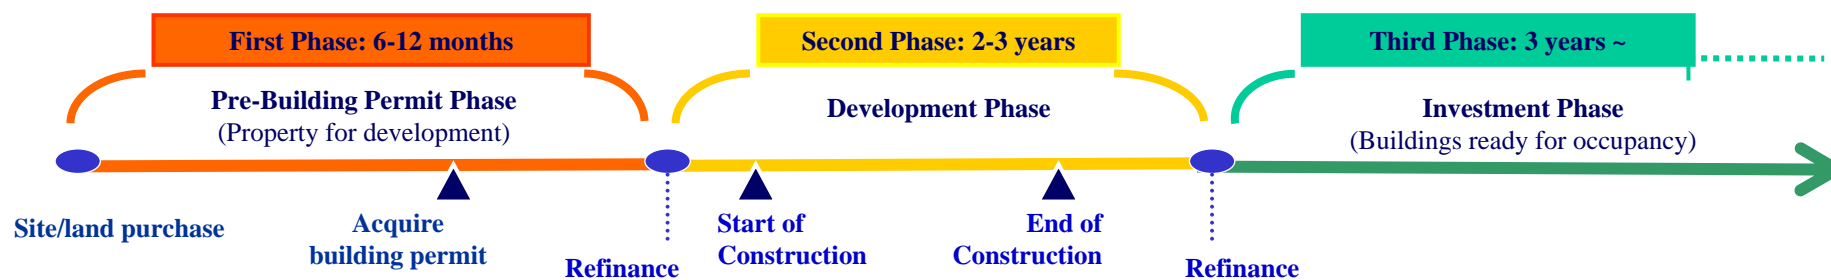 First Phase: 6-12 months
Second Phase: 2-3 years
Third Phase: 3 years ~
Pre-Building Permit Phase
(Property for development)
Development Phase
Investment Phase
(Buildings ready for occupancy)
Site/land purchase
Acquire
building permit
Refinance
Start of
Construction
End of
Construction
Refinance